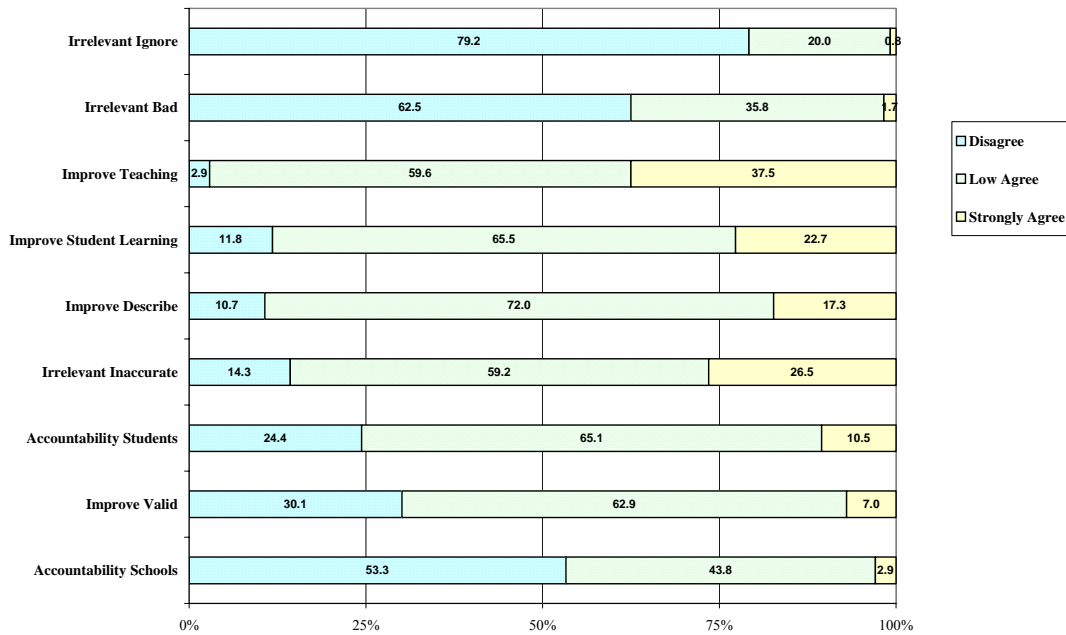 Irrelevant Ignore 79.2 20.0 0.8
Irrelevant Bad 62.5 35.8 1.7
Improve Teaching 2.9 59.6 37.5
Improve Student Learning 11.8 65.5 22.7
Improve Describe 10.7 72.0 17.3
Irrelevant Inaccurate 14.3 59.2 26.5
Accountability Students 24.4 65.1 10.5
Improve Valid 30.1 62.9 7.0
Accountability Schools 53.3 43.8 2.9
0% 25% 50% 75% 100%
Disagree
Low Agree
Strongly Agree